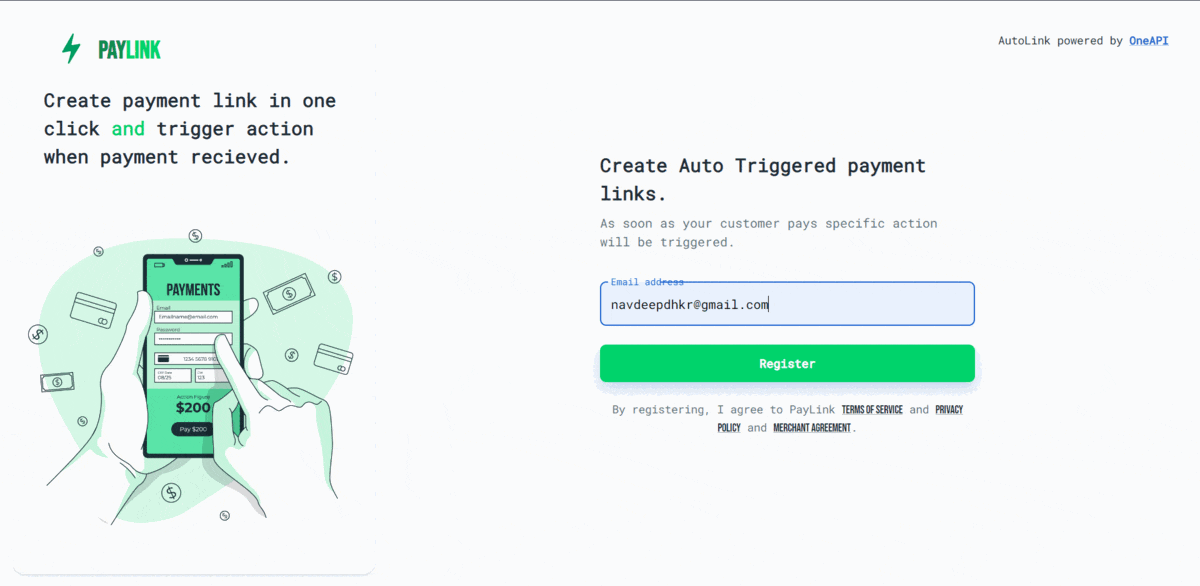 PAYLINK
Create payment link in one
click and trigger action
when payment recieved.
PAYMENTS
Email
Emailname@email.com
Password
1234 5678 910
08/25
123
Action Figure
$200
Pay $200
AutoLink powered by OneAPI
Create Auto Triggered payment
links.
As soon as your customer pays specific action
will be triggered.
Email address
navdeepdhkr@gmail.com
Register
By registering, I agree to PayLink TERMS OF SERVICE and PRIVACY
POLICY and MERCHANT AGREEMENT.